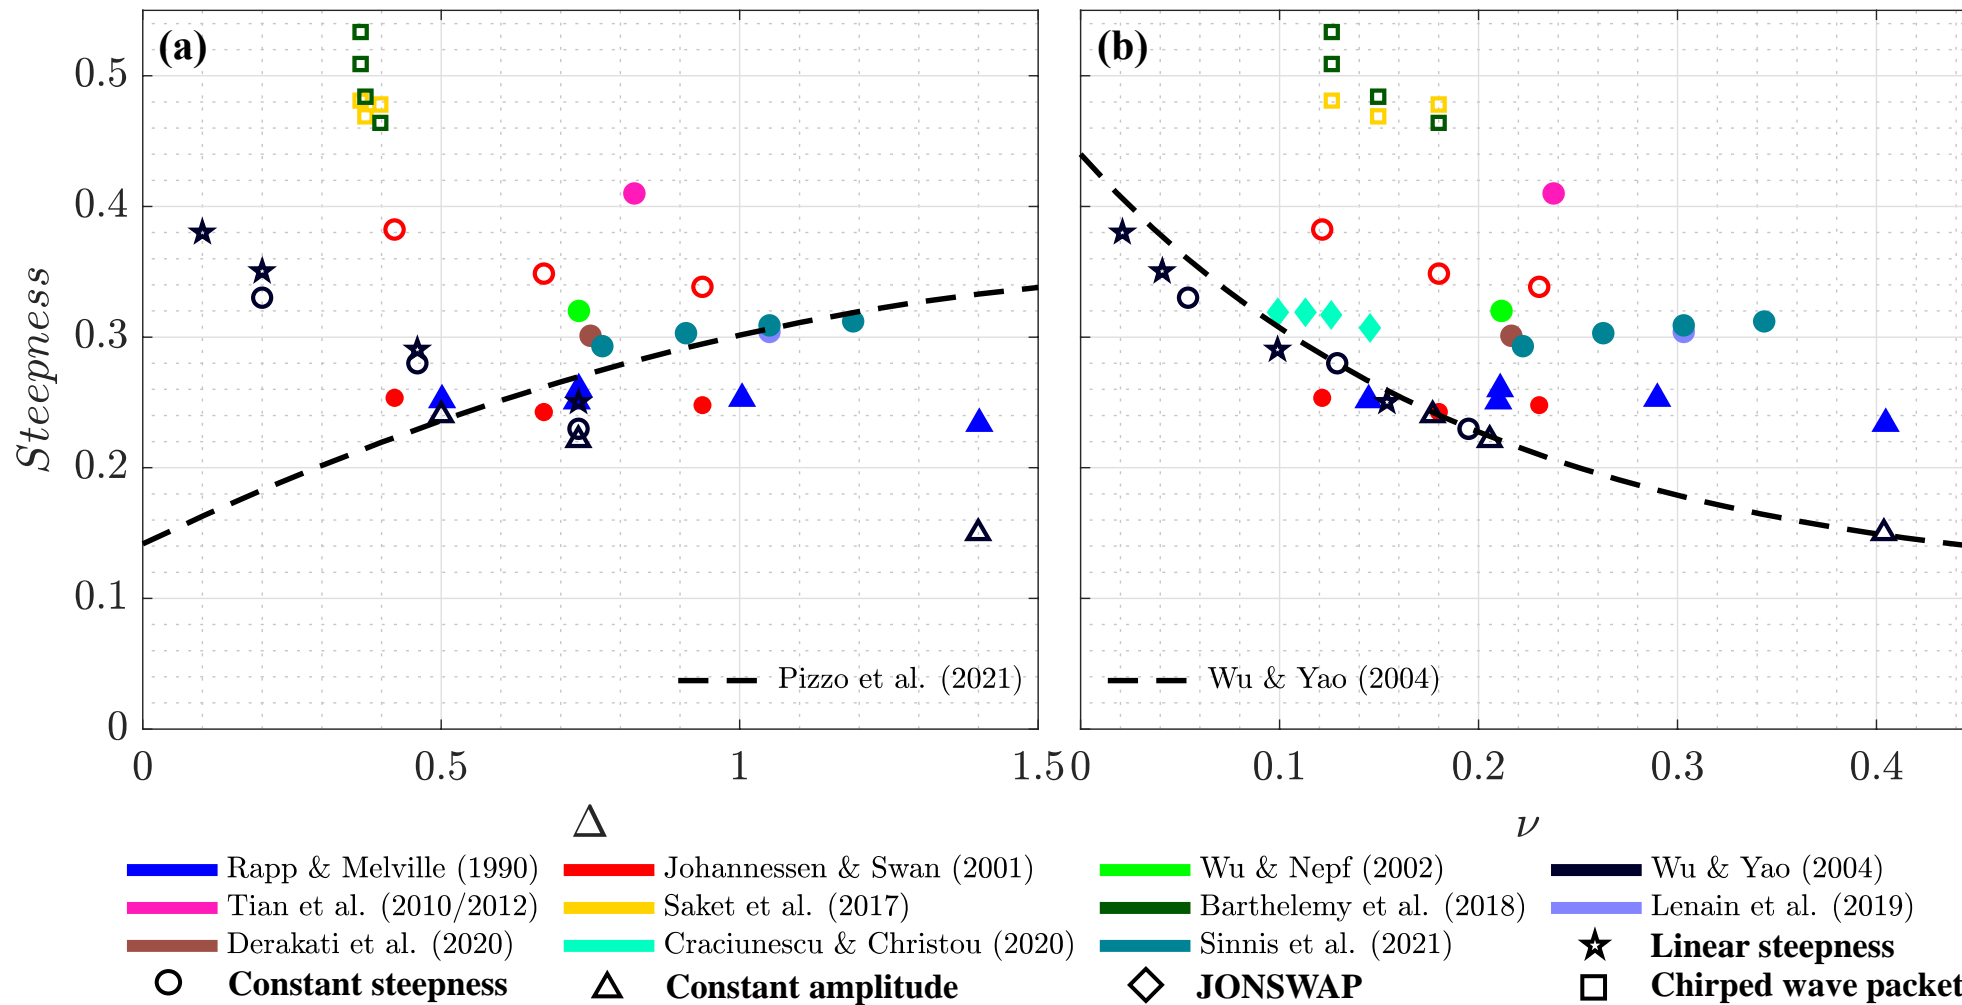 (a)
(b)
0.5
0.4
0.3
0.2
0.1
0
Steepness
Pizzo et al. (2021)
Wu & Yao (2004)
0 0.5 1 1.5
0 0.1 0.2 0.3 0.4
Δ
ν
Rapp & Melville (1990) Johannessen & Swan (2001) Wu & Nepf (2002) Wu & Yao (2004)
Tian et al. (2010/2012) Saket et al. (2017) Barthelemy et al. (2018) Lenain et al. (2019)
Derakati et al. (2020) Craciunescu & Christou (2020) Sinnis et al. (2021) Linear steepness
Constant steepness Constant amplitude JONSWAP Chirped wave packet